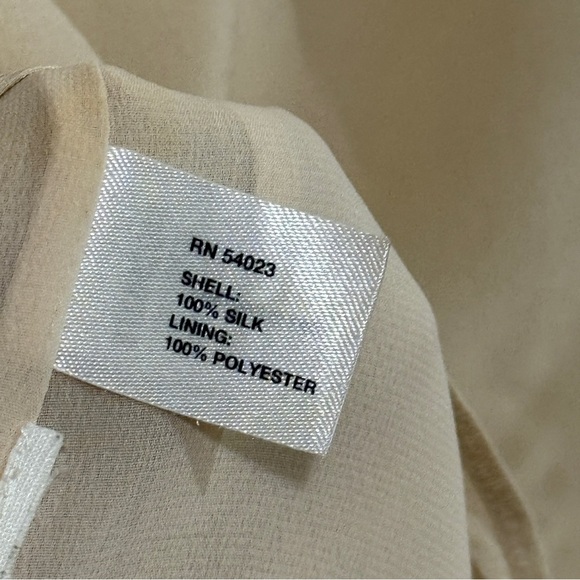 RN 54023
SHELL:
100% SILK
LINING:
100% POLYESTER